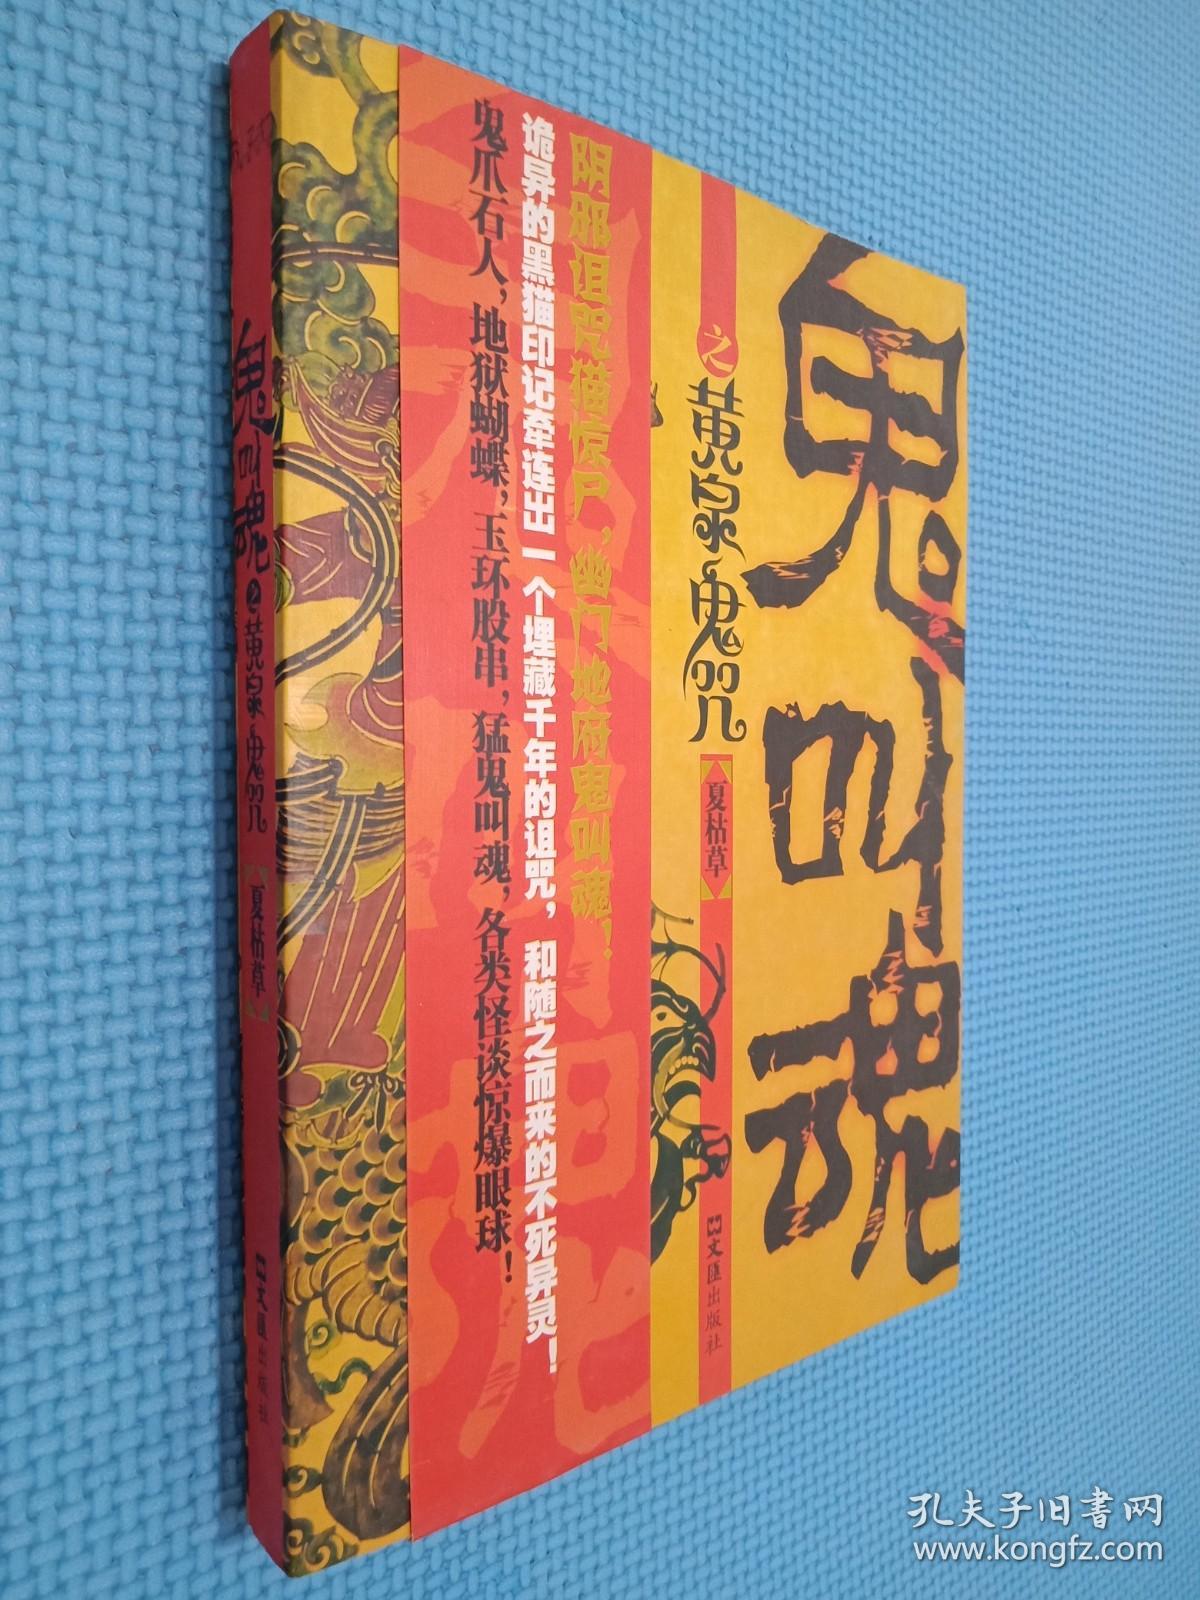 鬼叫魂
之
黄泉鬼咒
夏枯草
文匯出版社
阴邪诅咒猫惊尸，幽门地府鬼叫魂！
诡异的黑猫印记牵连出一个埋藏千年的诅咒，和随之而来的不死异灵！
鬼爪石人，地狱蝴蝶，玉环股串，猛鬼叫魂，各类怪谈惊爆眼球！
鬼叫魂
之
黄泉鬼咒
夏枯草
文匯出版社
孔夫子旧书网
www.kongfz.com